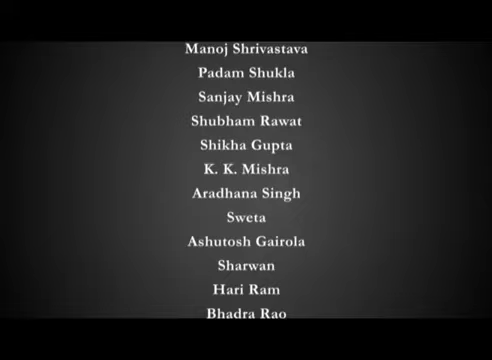 Manoj Shrivastava
Padam Shukla
Sanjay Mishra
Shubham Rawat
Shikha Gupta
K. K. Mishra
Aradhana Singh
Sweta
Ashutosh Gairola
Sharwan
Hari Ram
Bhadra Rao